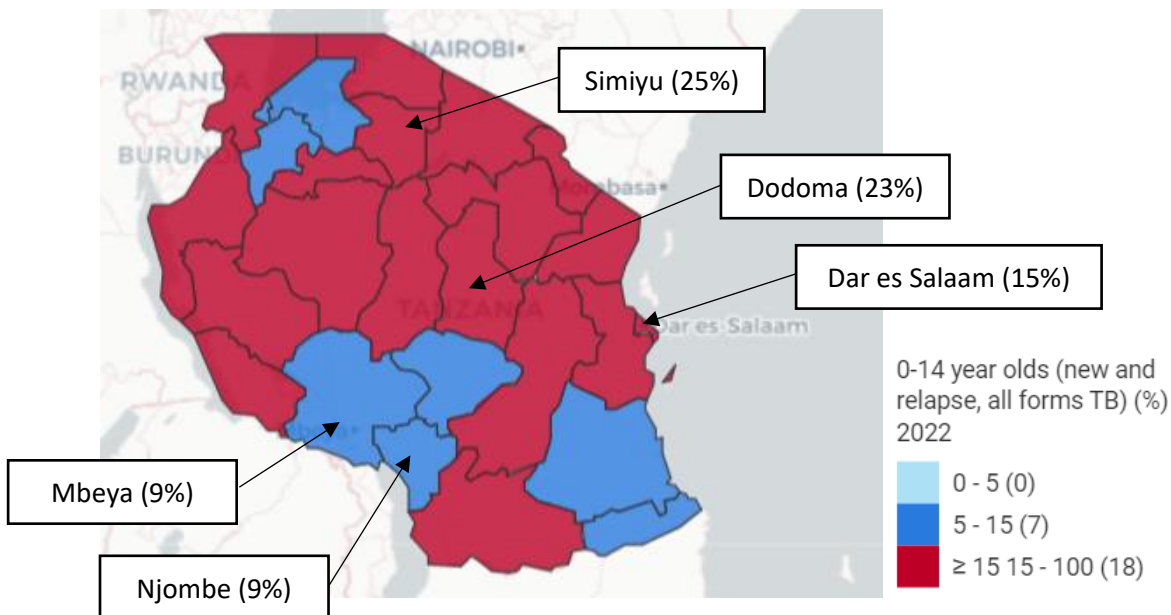 NAIROBI
Simiyu (25%)
RWANDA
BURUNDI
Dodoma (23%)
Mombasa
Dar es Salaam (15%)
TANZANIA
Dar es-Salaam
0-14 year olds (new and
relapse, all forms TB) (%)
2022
Mbeya (9%)
0 - 5 (0)
5 - 15 (7)
≥ 15 15 - 100 (18)
Njombe (9%)